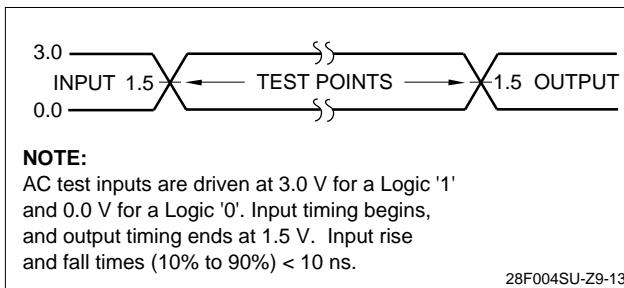 3.0
INPUT 1.5 TEST POINTS 1.5 OUTPUT
0.0
NOTE:
AC test inputs are driven at 3.0 V for a Logic '1'
and 0.0 V for a Logic '0'. Input timing begins,
and output timing ends at 1.5 V. Input rise
and fall times (10% to 90%) < 10 ns.
28F004SU-Z9-13